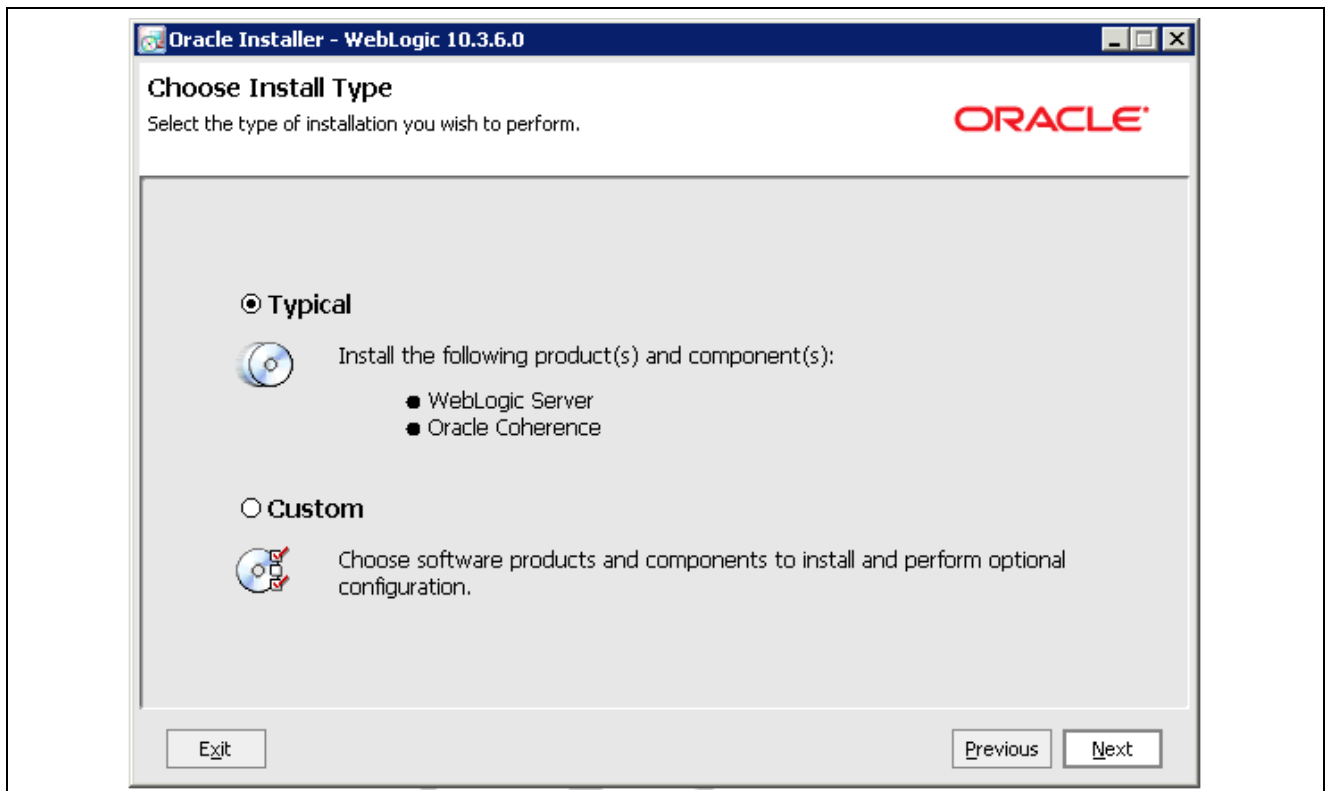 Oracle Installer - WebLogic 10.3.6.0
Choose Install Type
Select the type of installation you wish to perform.
ORACLE
Typical
Install the following product(s) and component(s):
● WebLogic Server
● Oracle Coherence
Custom
Choose software products and components to install and perform optional
configuration.
Exit
Previous
Next